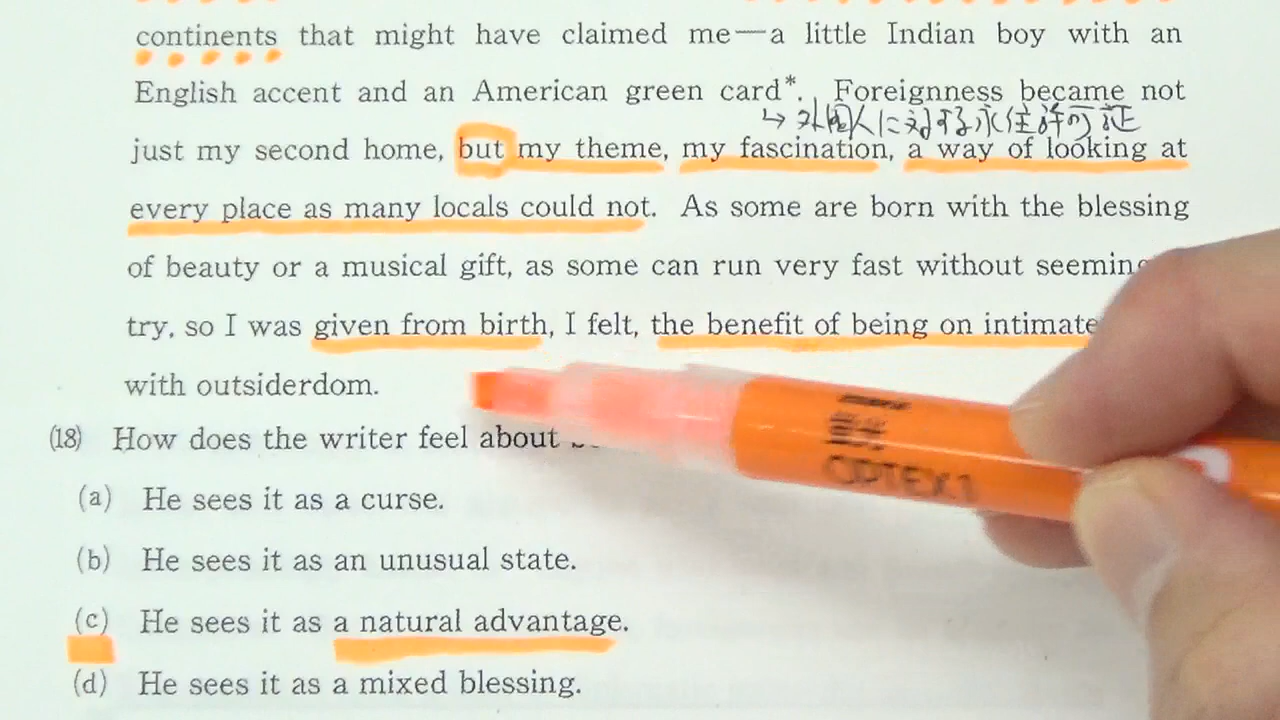 continents that might have claimed me—a little Indian boy with an
English accent and an American green card*. Foreignness became not
↳ 外国人に対する永住許可証
just my second home, but my theme, my fascination, a way of looking at
every place as many locals could not. As some are born with the blessing
of beauty or a musical gift, as some can run very fast without seeming
try, so I was given from birth, I felt, the benefit of being on intimate
with outsiderdom.
(18) How does the writer feel about
(a) He sees it as a curse.
(b) He sees it as an unusual state.
(c) He sees it as a natural advantage.
(d) He sees it as a mixed blessing.
OPTEX 1